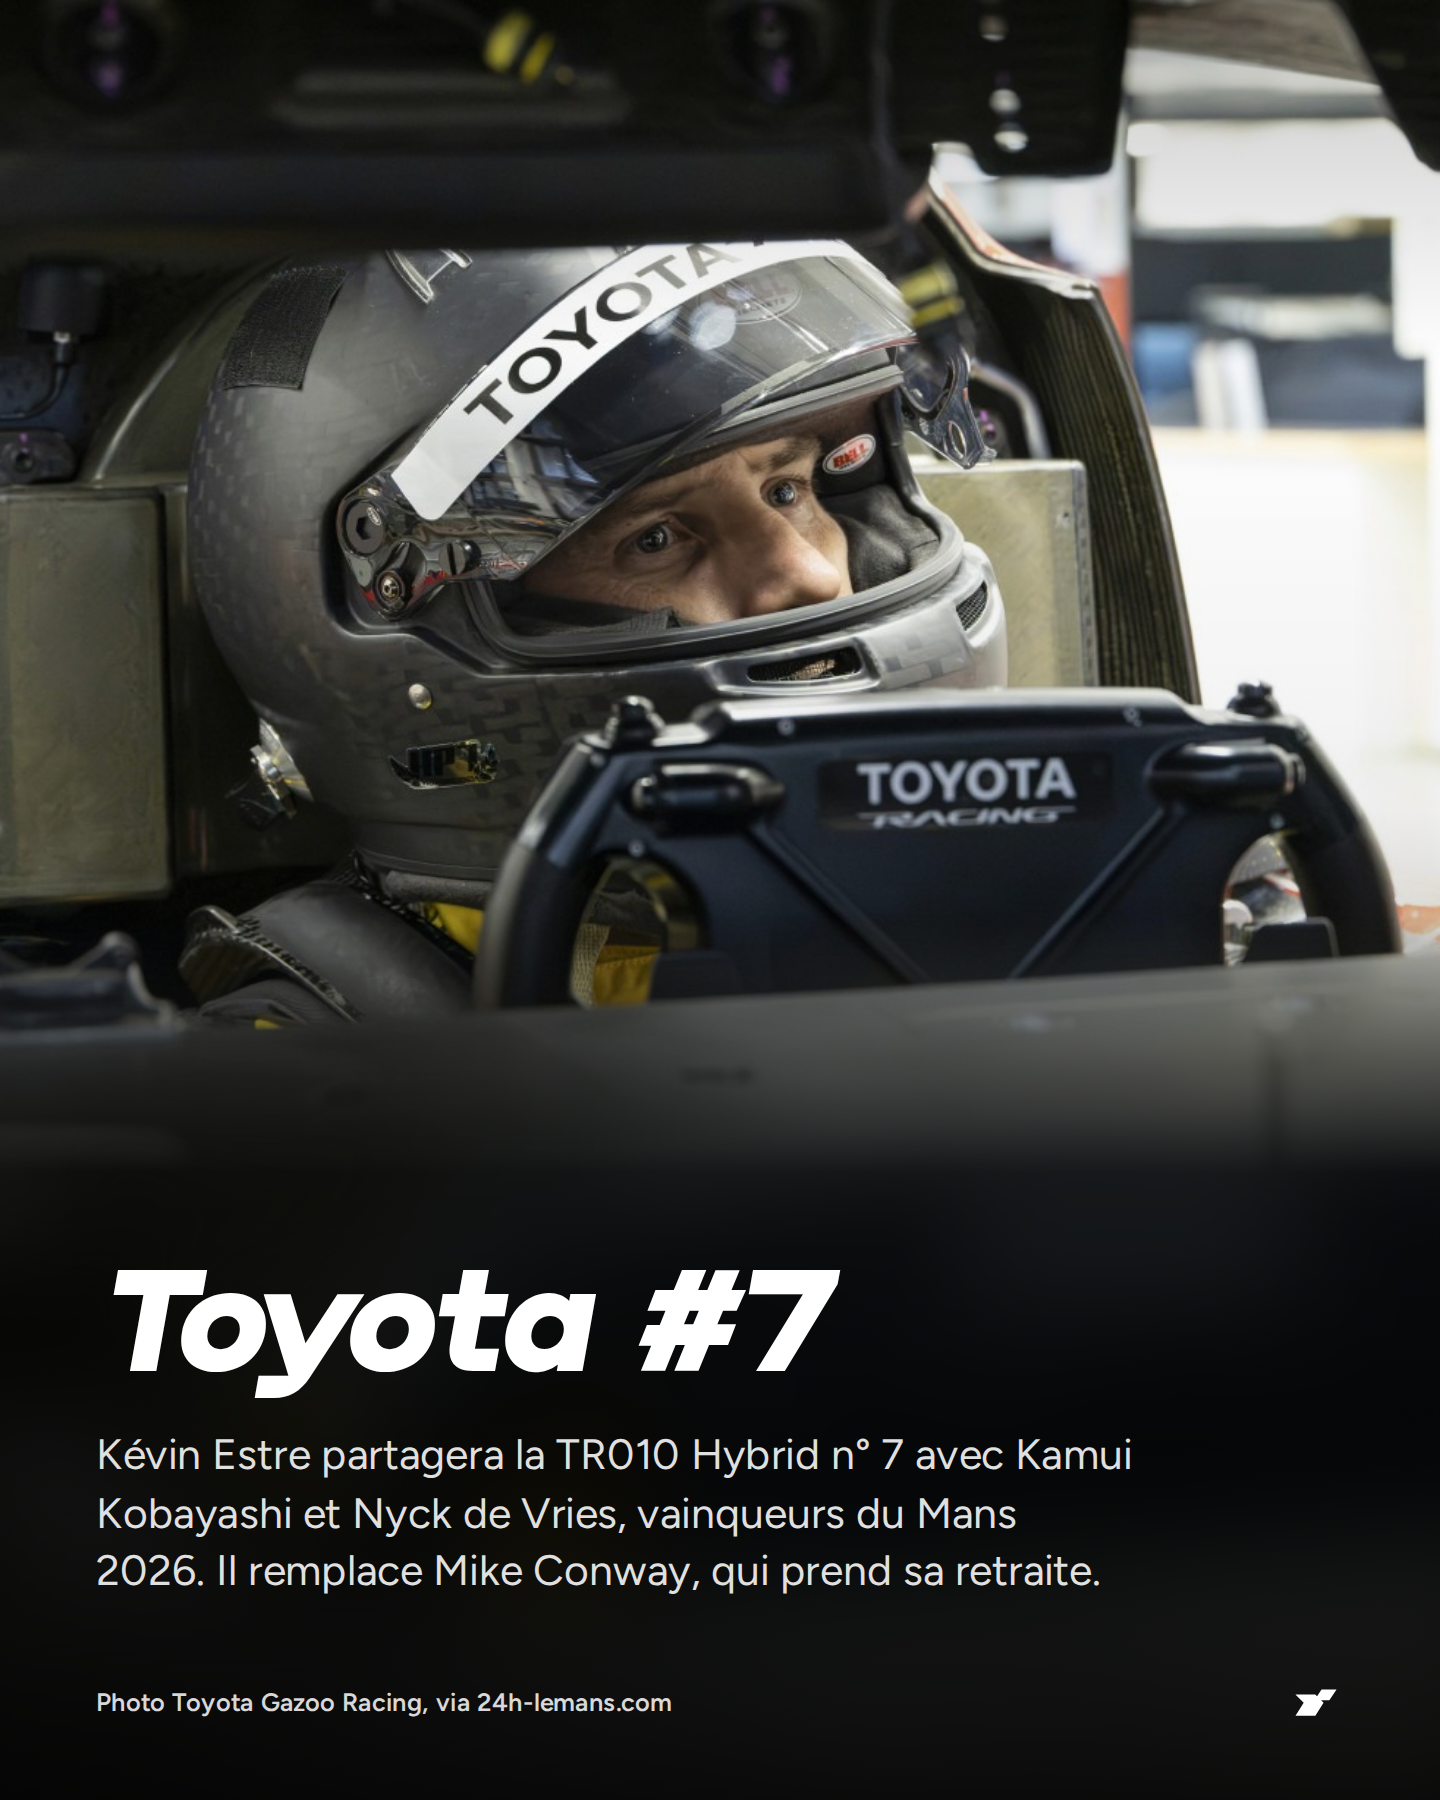 TOYOTA
BELL
TOYOTA
RACING
Toyota #7
Kévin Estre partagera la TR010 Hybrid n° 7 avec Kamui
Kobayashi et Nyck de Vries, vainqueurs du Mans
2026. Il remplace Mike Conway, qui prend sa retraite.
Photo Toyota Gazoo Racing, via 24h-lemans.com